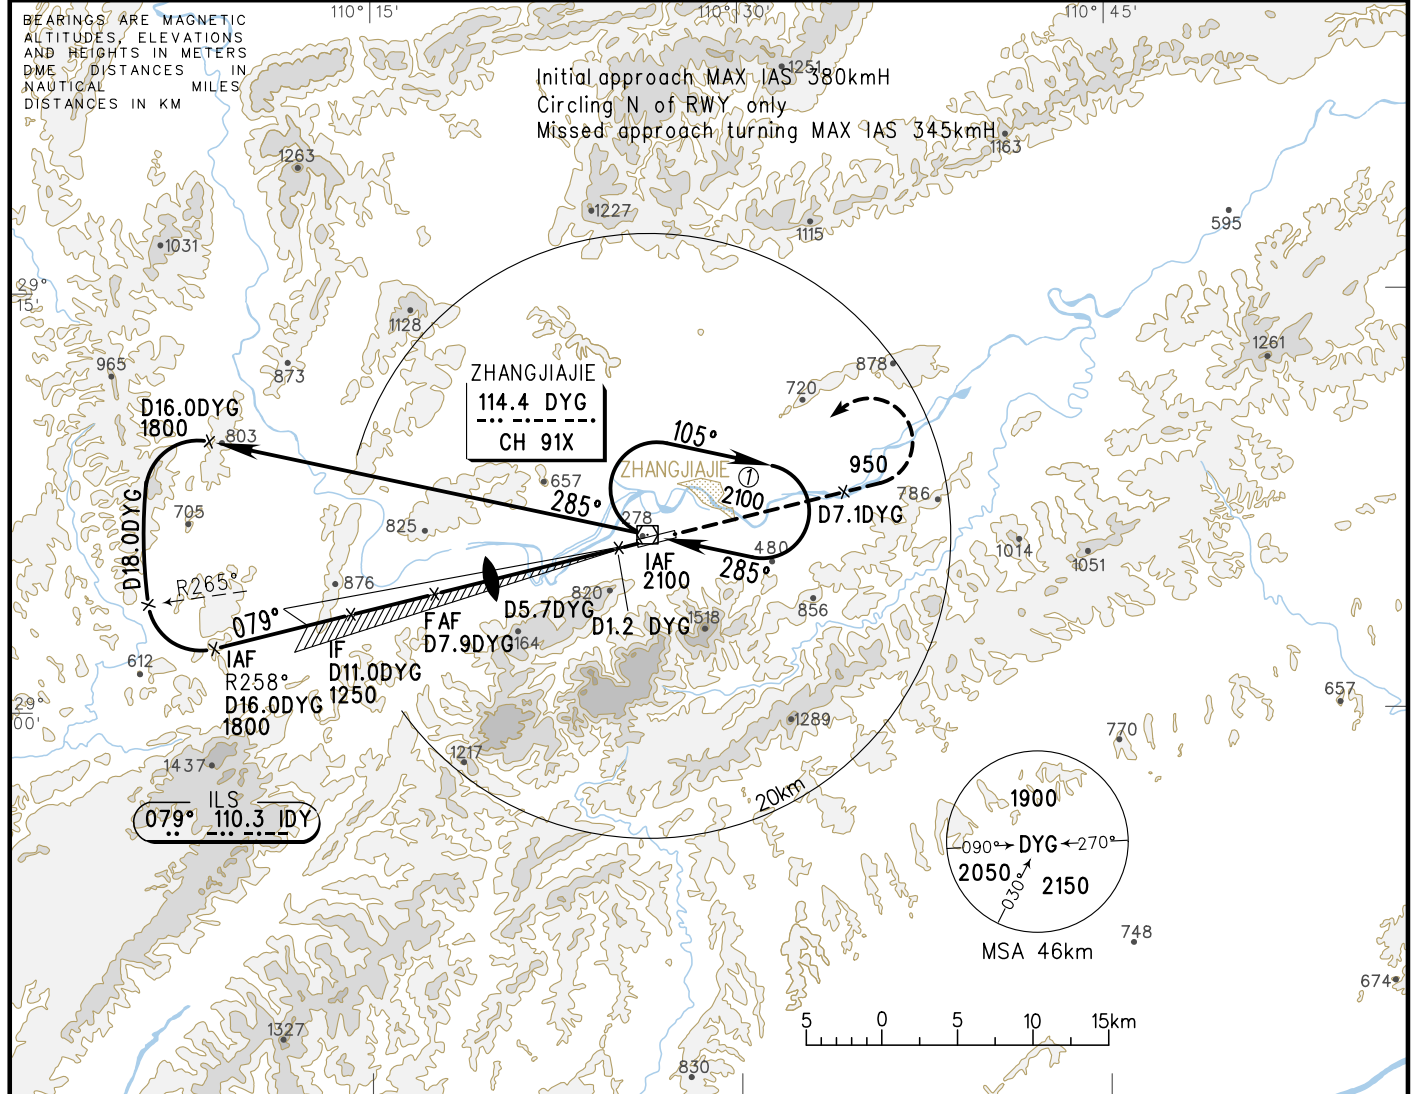 BEARINGS ARE MAGNETIC
ALTITUDES, ELEVATIONS
AND HEIGHTS IN METERS
DME DISTANCES IN
NAUTICAL MILES
DISTANCES IN KM
110°15'
110°30'
110°45'
Initial approach MAX IAS 380kmH
Circling N of RWY only
Missed approach turning MAX IAS 345kmH
1251
1163
1263
1227
1115
595
1031
29°
15'
1128
965
873
878
720
1261
ZHANGJIAJIE
114.4 DYG
CH 91X
D16.0DYG
1800
803
105°
ZHANGJIAJIE
1
2100
950
657
285°
D18.0DYG
705
825
278
D7.1DYG
786
IAF
2100
480
285°
1014
1051
R265°
876
820
D5.7DYG
D1.2 DYG
1518
856
079°
FAF
D7.9DYG
164
IF
D11.0DYG
1250
612
IAF
R258°
D16.0DYG
1800
29°
00'
657
1289
770
1217
1437
20km
ILS
079° 110.3 IDY
1900
090°
DYG
270°
2050
030°
2150
MSA 46km
748
674
1327
5 0 5 10 15km
830